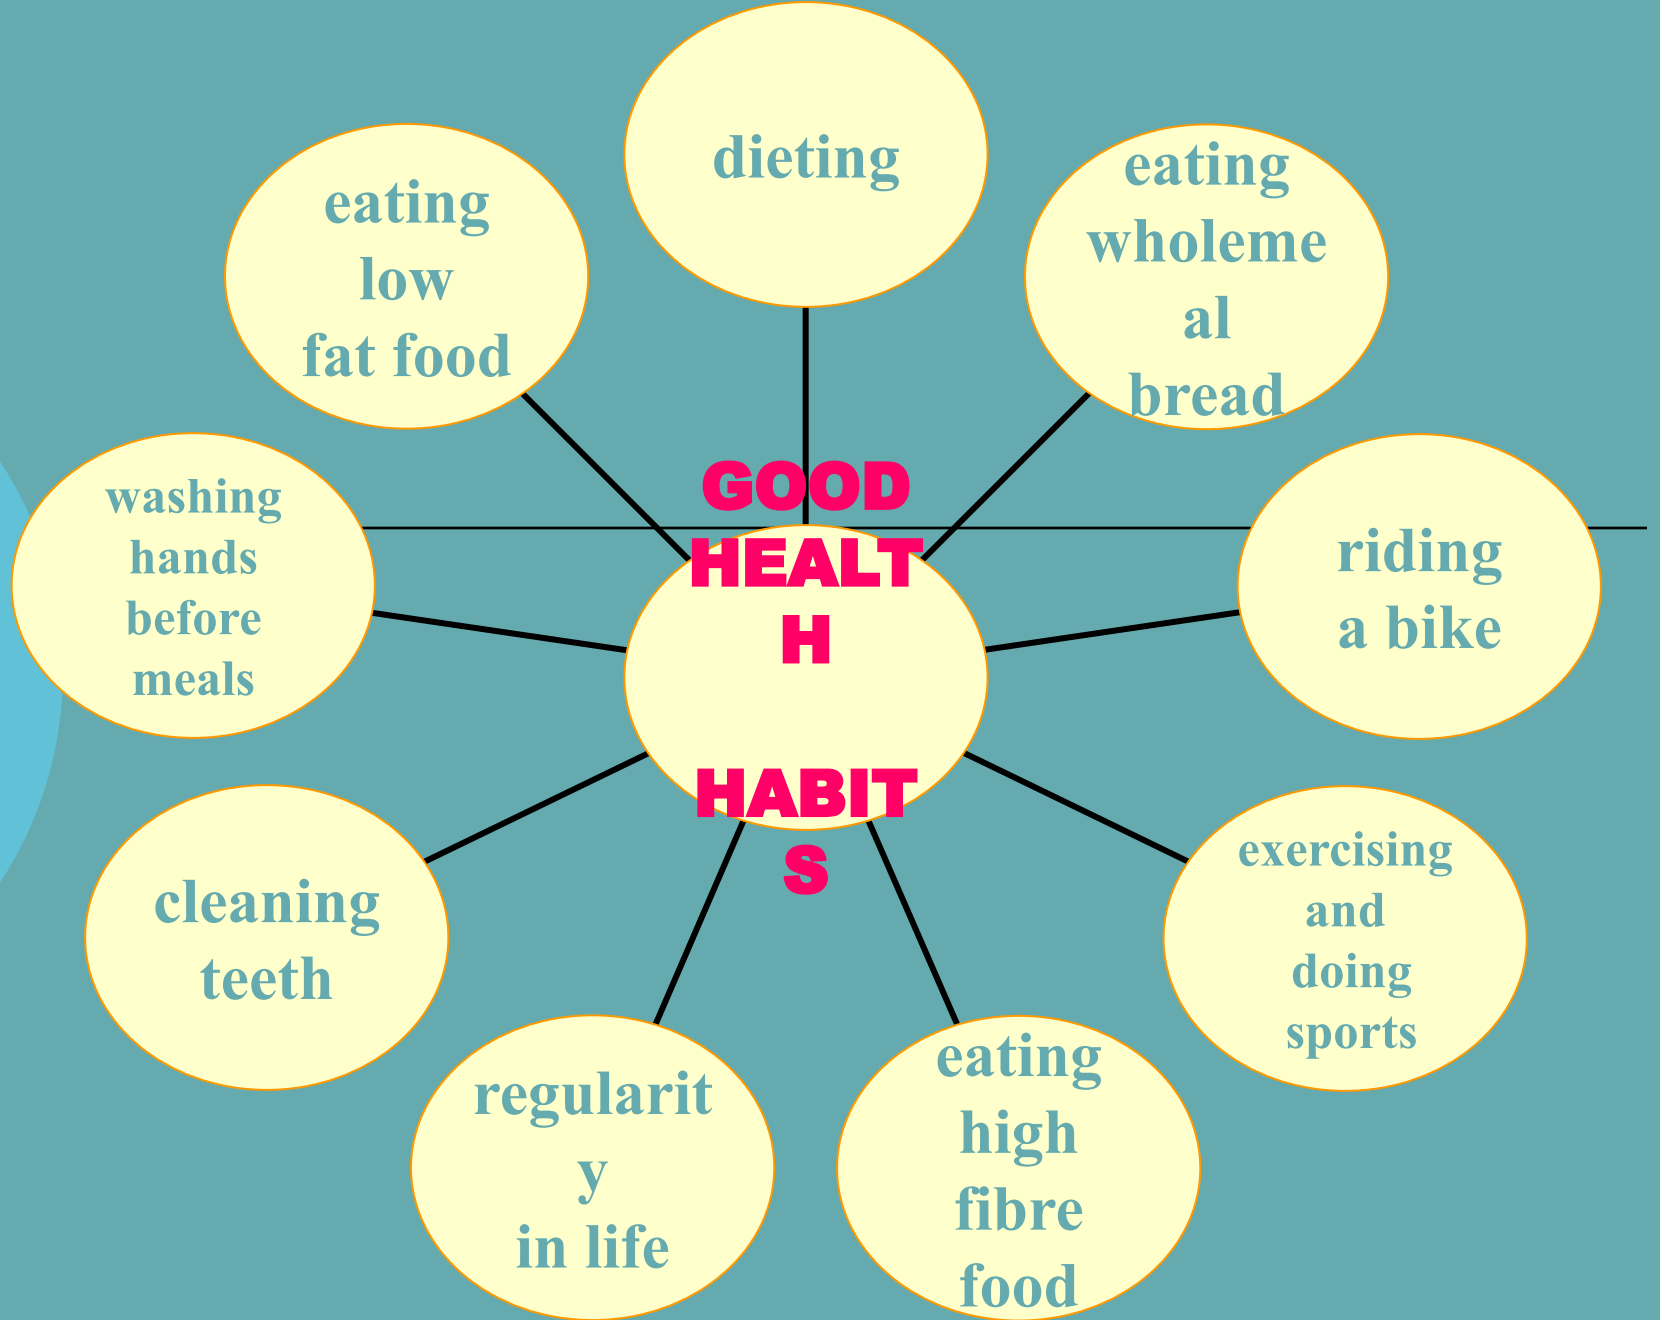 dieting
eating
low
fat food
eating
wholeme
al
bread
GOOD
HEALT
H
HABIT
S
washing
hands
before
meals
riding
a bike
cleaning
teeth
exercising
and
doing
sports
regularit
y
in life
eating
high
fibre
food